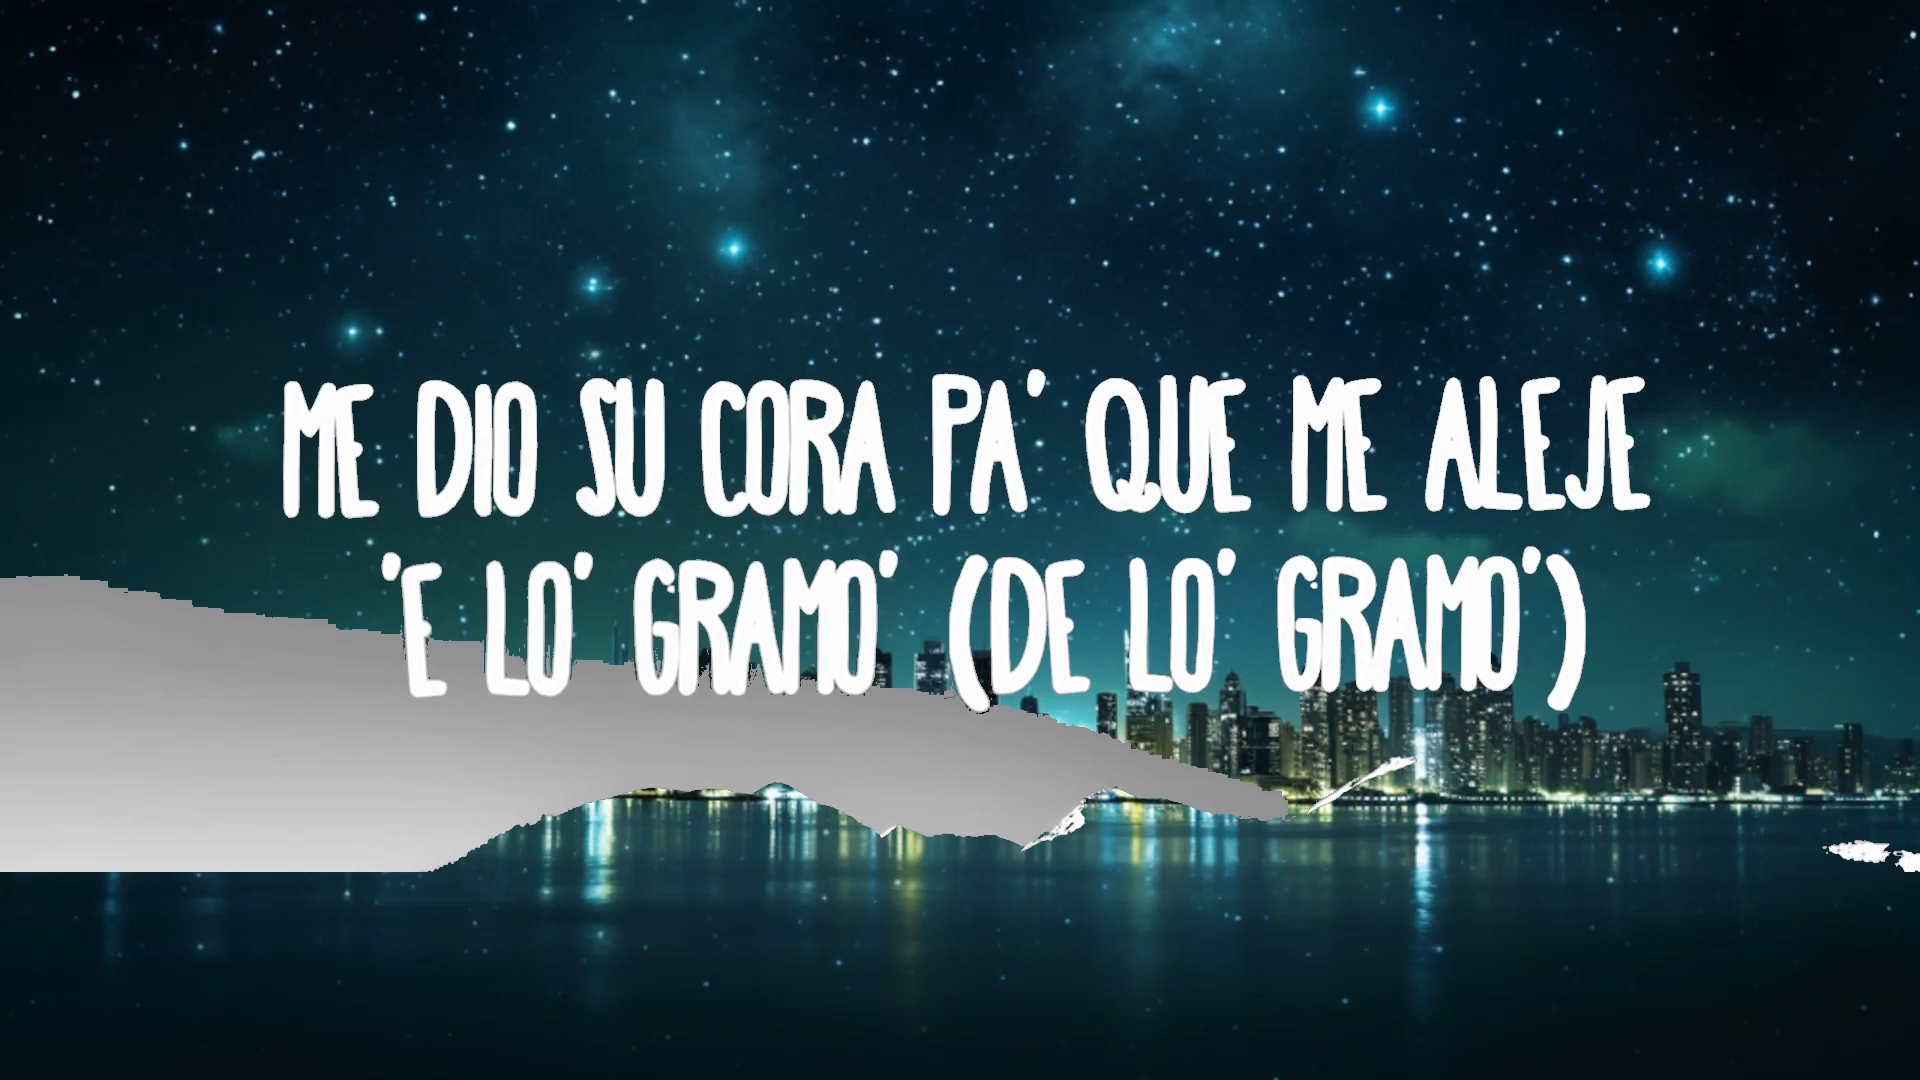 ME DIO SU CORA PA' QUE ME ALEJE
'E LO' GRAMO' (DE LO' GRAMO')